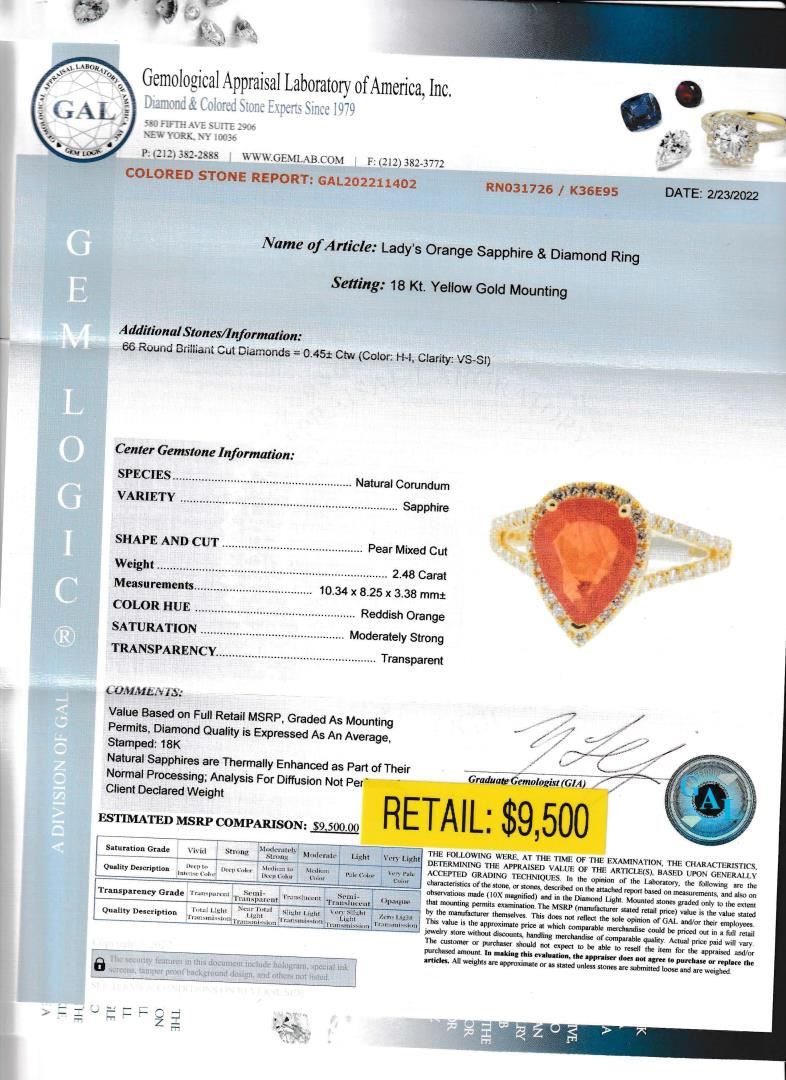 GEMOLOGICAL APPRAISAL LABORATORY OF AMERICA INC
GAL
GEM LOGIC
Gemological Appraisal Laboratory of America, Inc.
Diamond & Colored Stone Experts Since 1979
580 FIFTH AVE SUITE 2906
NEW YORK, NY 10036
P: (212) 382-2888 | WWW.GEMLAB.COM | F: (212) 382-3772
COLORED STONE REPORT: GAL202211402
RN031726 / K36E95
DATE: 2/23/2022
GEM LOGIC ®
A DIVISION OF GAL
Name of Article: Lady's Orange Sapphire & Diamond Ring
Setting: 18 Kt. Yellow Gold Mounting
Additional Stones/Information:
66 Round Brilliant Cut Diamonds = 0.45± Ctw (Color: H-I, Clarity: VS-SI)
Center Gemstone Information:
SPECIES Natural Corundum
VARIETY Sapphire
SHAPE AND CUT Pear Mixed Cut
Weight 2.48 Carat
Measurements 10.34 x 8.25 x 3.38 mm±
COLOR HUE Reddish Orange
SATURATION Moderately Strong
TRANSPARENCY Transparent
COMMENTS:
Value Based on Full Retail MSRP, Graded As Mounting
Permits, Diamond Quality is Expressed As An Average,
Stamped: 18K
Natural Sapphires are Thermally Enhanced as Part of Their
Normal Processing; Analysis For Diffusion Not
Client Declared Weight
Graduate Gemologist (GIA)
ESTIMATED MSRP COMPARISON: $9,500.00
RETAIL: $9,500
GAL
Saturation Grade Vivid Strong Moderately Strong Moderate Light Very Light
Quality Description Deep to Intense Color Deep Color Medium to Deep Color Medium Color Pale Color Very Pale Color
Transparency Grade Transparent Semi-Transparent Translucent Semi-Translucent Opaque
Quality Description Total Light Transmission Near Total Light Transmission Slight Light Transmission Very Slight Light Transmission Zero Light Transmission
The security features in this document include hologram, special ink
screens, tamper proof background design, and others not listed.
THE FOLLOWING WERE, AT THE TIME OF THE EXAMINATION, THE CHARACTERISTICS,
DETERMINING THE APPRAISED VALUE OF THE ARTICLE(S), BASED UPON GENERALLY
ACCEPTED GRADING TECHNIQUES. In the opinion of the Laboratory, the following are the
characteristics of the stone, or stones, described on the attached report based on measurements, and also on
observations made (10X magnified) and in the Diamond Light. Mounted stones graded only to the extent
that mounting permits examination. The MSRP (manufacturer stated retail price) value is the value stated
by the manufacturer themselves. This does not reflect the sole opinion of GAL and/or their employees.
This value is the approximate price at which comparable merchandise could be priced out in a full retail
jewelry store without discounts, handling merchandise of comparable quality. Actual price paid will vary.
The customer or purchaser should not expect to be able to resell the item for the appraised and/or
purchased amount. In making this evaluation, the appraiser does not agree to purchase or replace the
articles. All weights are approximate or as stated unless stones are submitted loose and are weighed.